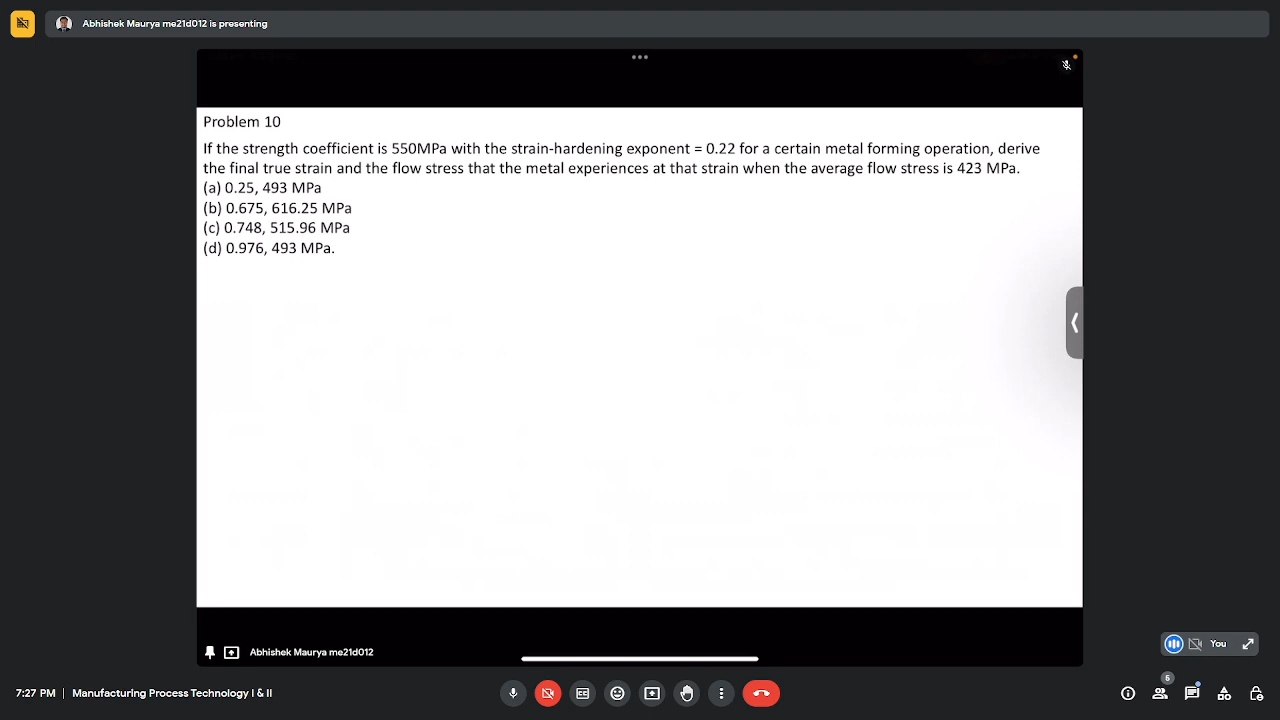 Abhishek Maurya me21d012 is presenting
Problem 10
If the strength coefficient is 550MPa with the strain-hardening exponent = 0.22 for a certain metal forming operation, derive
the final true strain and the flow stress that the metal experiences at that strain when the average flow stress is 423 MPa.
(a) 0.25, 493 MPa
(b) 0.675, 616.25 MPa
(c) 0.748, 515.96 MPa
(d) 0.976, 493 MPa.
Abhishek Maurya me21d012
You
6
7:27 PM | Manufacturing Process Technology I & II